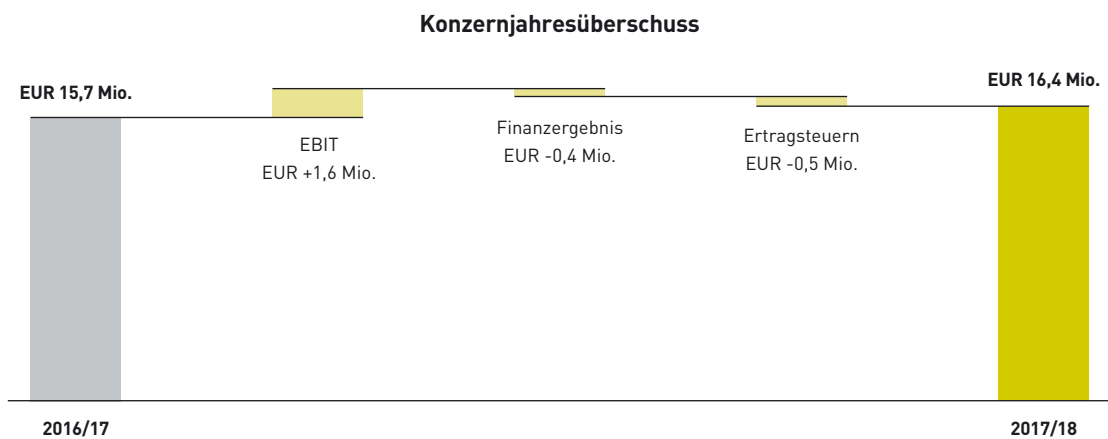 Konzernjahresüberschuss
EUR 15,7 Mio.
EBIT
EUR +1,6 Mio.
Finanzergebnis
EUR -0,4 Mio.
Ertragsteuern
EUR -0,5 Mio.
EUR 16,4 Mio.
2016/17
2017/18